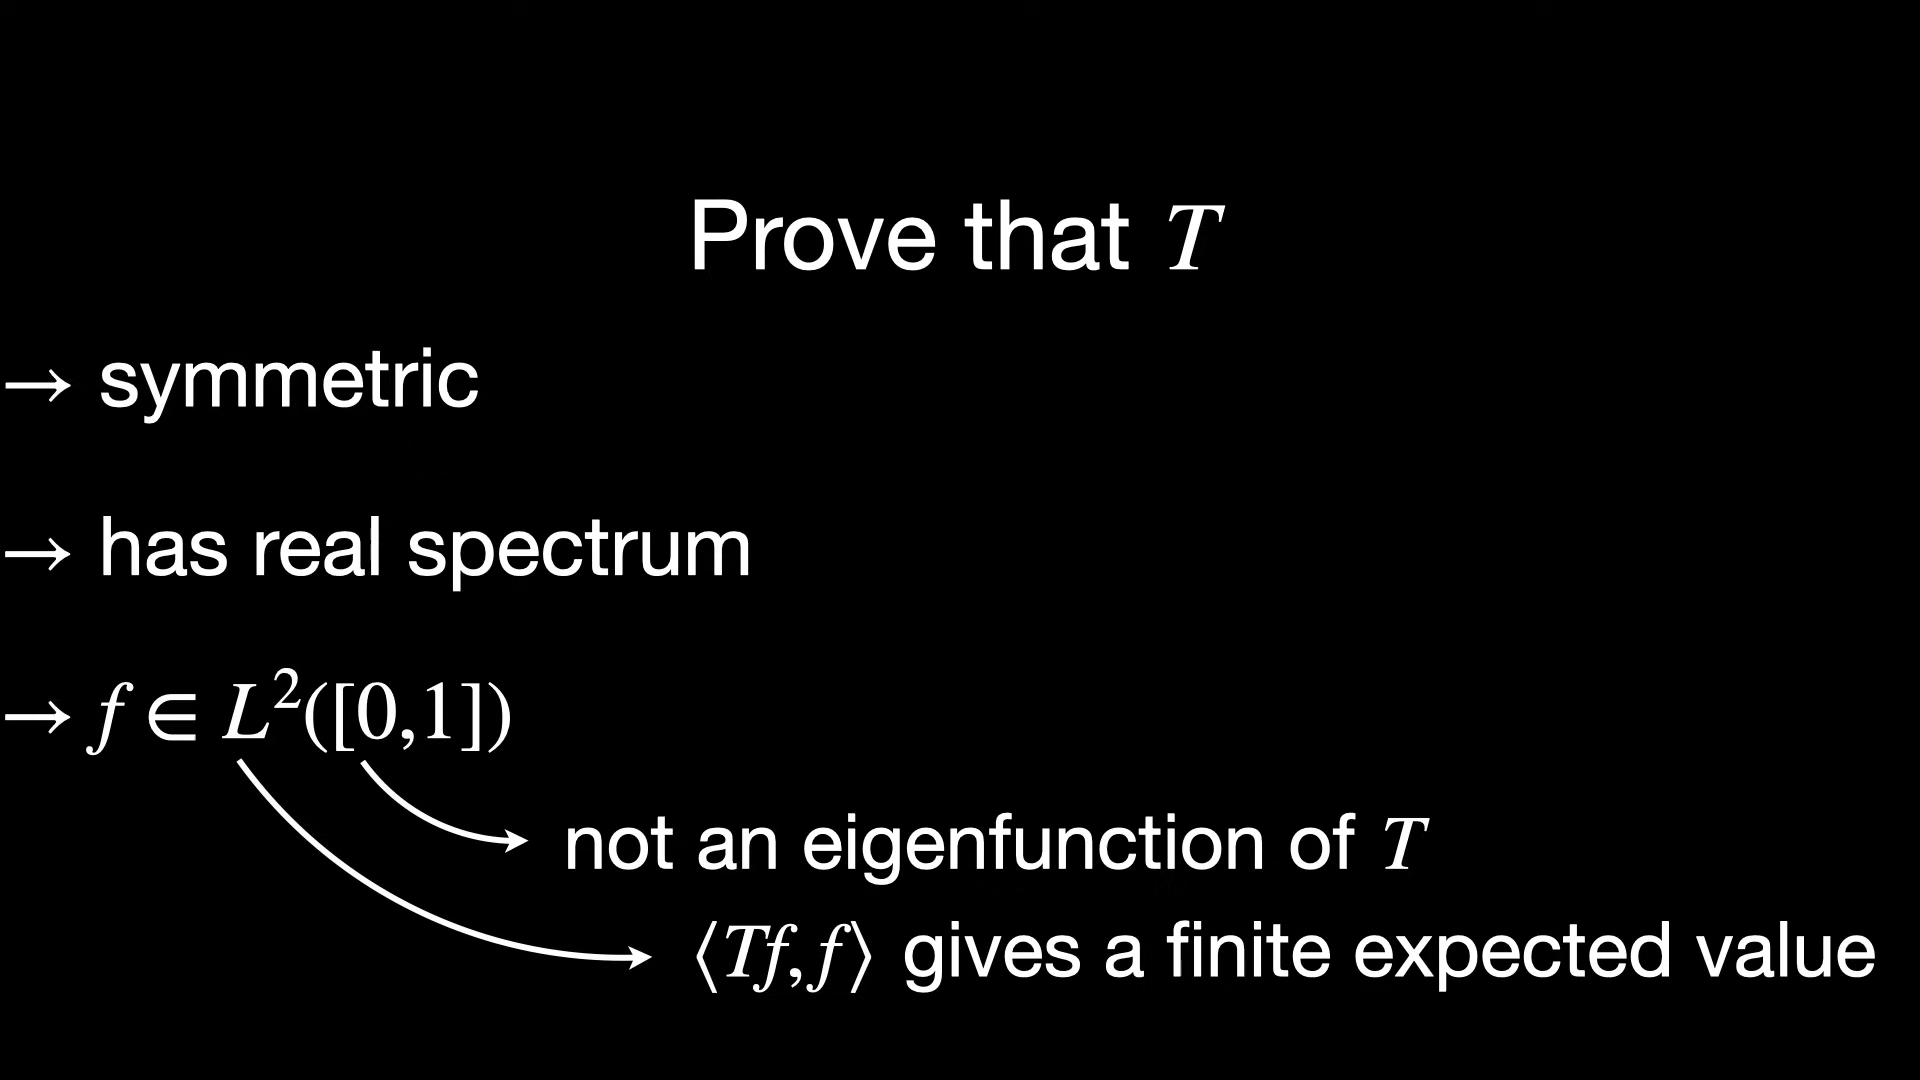 Prove that T
→ symmetric
→ has real spectrum
→ f ∈ L²([0,1])
not an eigenfunction of T
⟨Tf, f⟩ gives a finite expected value